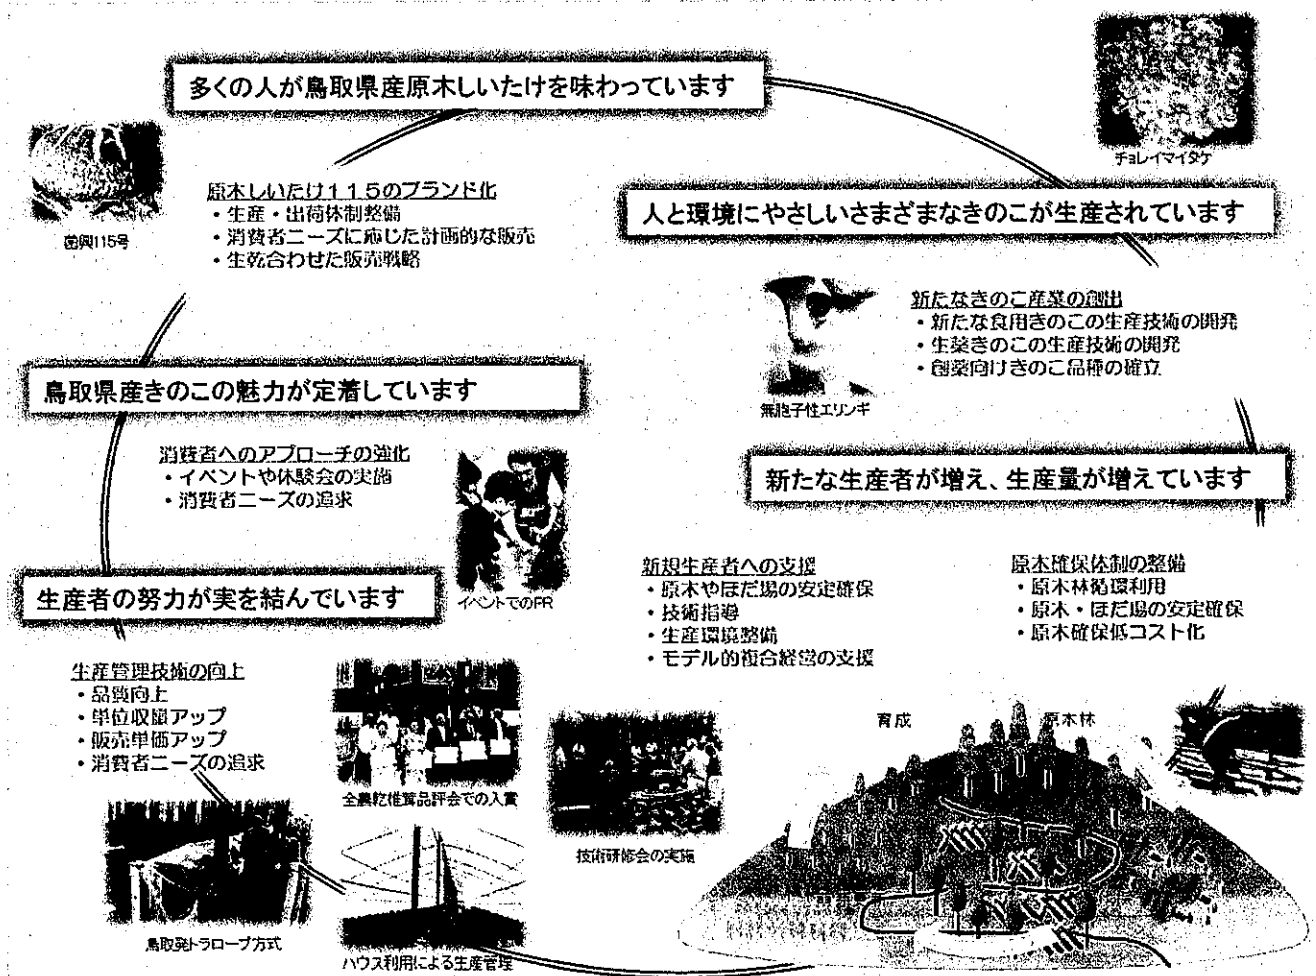 多くの人が鳥取県産原木しいたけを味わっています
チョレイマイタケ
菌興115号
原木しいたけ115のブランド化
・生産・出荷体制整備
・消費者ニーズに応じた計画的な販売
・生乾合わせた販売戦略
人と環境にやさしいさまざまなきのこが生産されています
無胞子性エリンギ
新たなきのこ産業の創出
・新たな食用きのこの生産技術の開発
・生薬きのこの生産技術の開発
・創薬向けきのこ品種の確立
鳥取県産きのこの魅力が定着しています
消費者へのアプローチの強化
・イベントや体験会の実施
・消費者ニーズの追求
イベントでのPR
新たな生産者が増え、生産量が増えています
新規生産者への支援
・原木やほだ場の安定確保
・技術指導
・生産環境整備
・モデル的複合経営の支援
原木確保体制の整備
・原木林循環利用
・原木・ほだ場の安定確保
・原木確保低コスト化
生産者の努力が実を結んでいます
生産管理技術の向上
・品質向上
・単位収量アップ
・販売単価アップ
・消費者ニーズの追求
全農乾椎茸品評会での入賞
技術研修会の実施
鳥取発トラロープ方式
ハウス利用による生産管理
育成
原木林